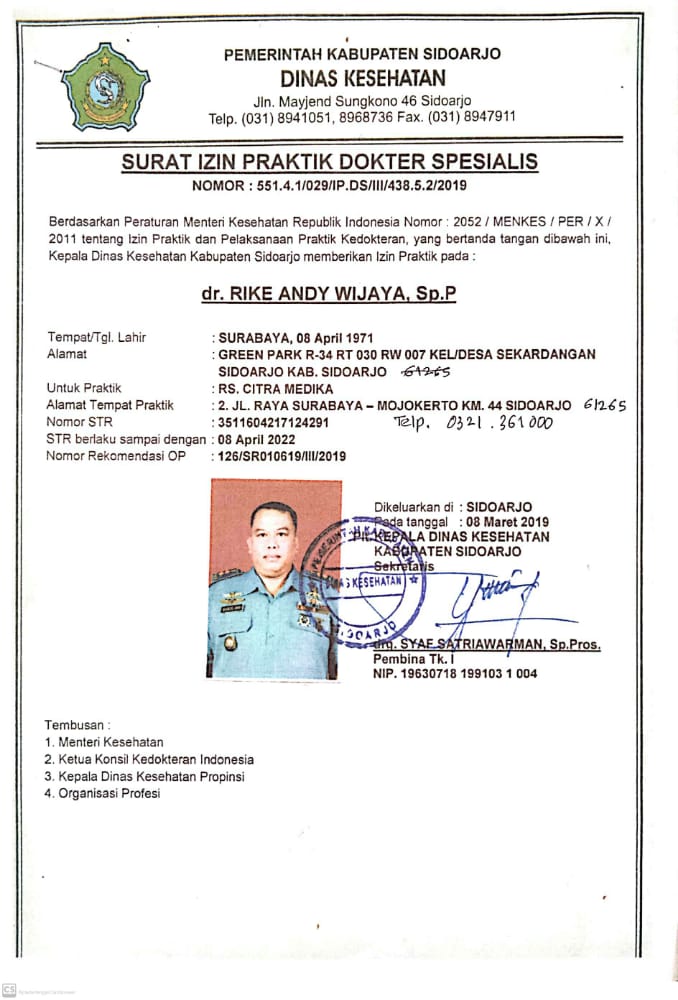 PEMERINTAH KABUPATEN SIDOARJO
DINAS KESEHATAN
Jln. Mayjend Sungkono 46 Sidoarjo
Telp. (031) 8941051, 8968736 Fax. (031) 8947911
SURAT IZIN PRAKTIK DOKTER SPESIALIS
NOMOR : 551.4.1/029/IP.DS/III/438.5.2/2019
Berdasarkan Peraturan Menteri Kesehatan Republik Indonesia Nomor : 2052 / MENKES / PER / X /
2011 tentang Izin Praktik dan Pelaksanaan Praktik Kedokteran, yang bertanda tangan dibawah ini,
Kepala Dinas Kesehatan Kabupaten Sidoarjo memberikan Izin Praktik pada :
dr. RIKE ANDY WIJAYA, Sp.P
Tempat/Tgl. Lahir : SURABAYA, 08 April 1971
Alamat : GREEN PARK R-34 RT 030 RW 007 KEL/DESA SEKARDANGAN
SIDOARJO KAB. SIDOARJO 61265
Untuk Praktik : RS. CITRA MEDIKA
Alamat Tempat Praktik : 2. JL. RAYA SURABAYA – MOJOKERTO KM. 44 SIDOARJO 61265
Nomor STR : 3511604217124291 Telp. 0321.361000
STR berlaku sampai dengan : 08 April 2022
Nomor Rekomendasi OP : 126/SR010619/III/2019
Dikeluarkan di : SIDOARJO
Pada tanggal : 08 Maret 2019
KEPALA DINAS KESEHATAN
KABUPATEN SIDOARJO
Sekretaris
DINAS KESEHATAN
SIDOARJO
drg. SYAF SATRIAWARMAN, Sp.Pros.
Pembina Tk. I
NIP. 19630718 199103 1 004
Tembusan :
1. Menteri Kesehatan
2. Ketua Konsil Kedokteran Indonesia
3. Kepala Dinas Kesehatan Propinsi
4. Organisasi Profesi
CS